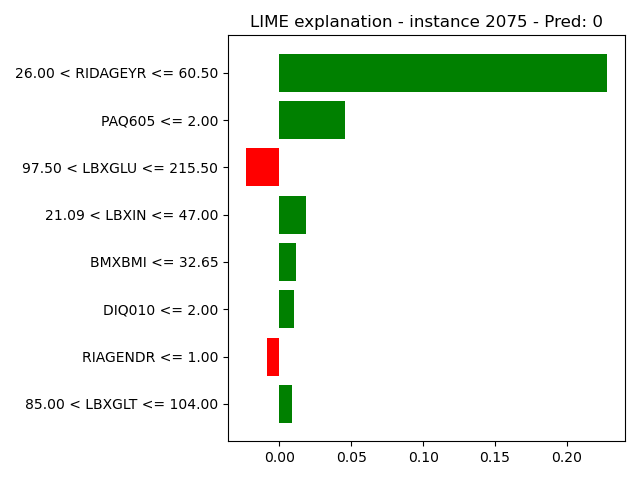 LIME explanation - instance 2075 - Pred: 0
26.00 < RIDAGEYR <= 60.50
PAQ605 <= 2.00
97.50 < LBXGLU <= 215.50
21.09 < LBXIN <= 47.00
BMXBMI <= 32.65
DIQ010 <= 2.00
RIAGENDR <= 1.00
85.00 < LBXGLT <= 104.00
0.00 0.05 0.10 0.15 0.20